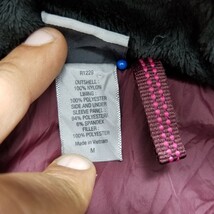 R1223
OUTSHELL
100% NYLON
LINING
100% POLYESTER
SIDE AND UNDER
SLEEVE PANEL
94% POLYESTER
6% SPANDEX
FILLER
100% POLYESTER
M
MADE IN VIETNAM